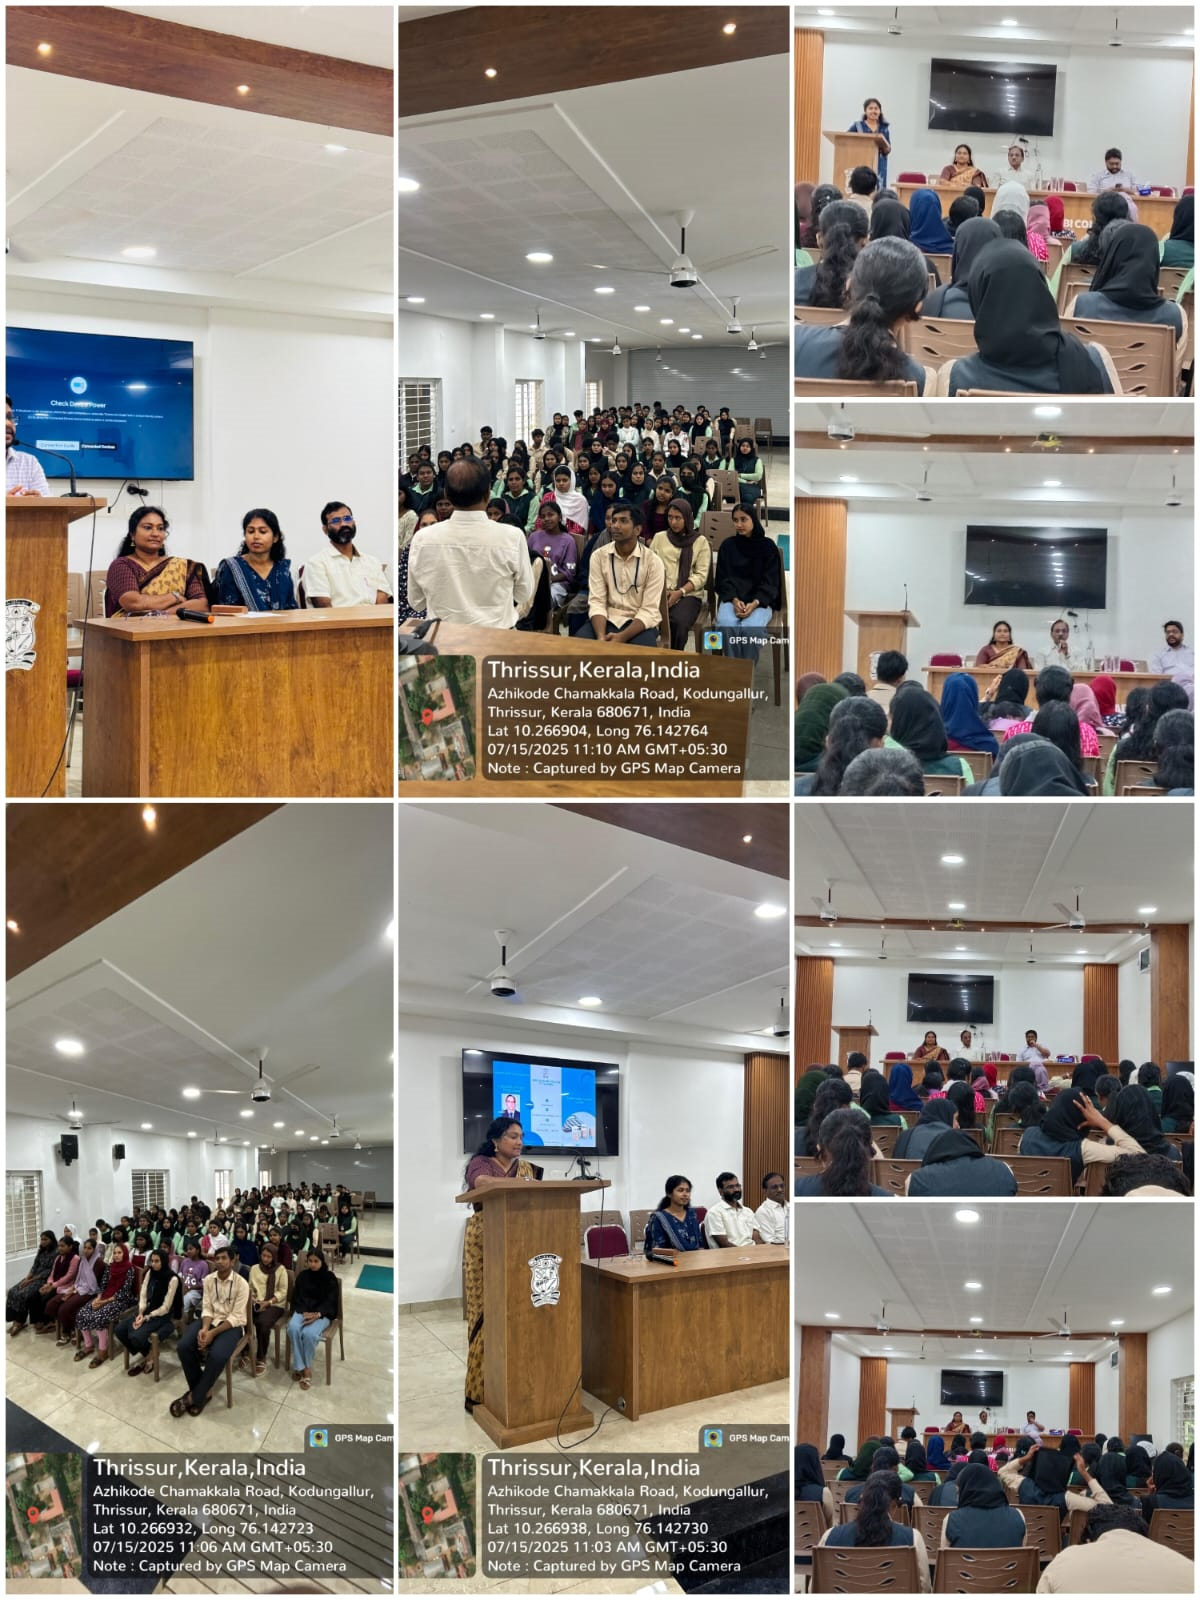 Check Device Power
GPS Map Cam
Thrissur,Kerala,India
Azhikode Chamakkala Road, Kodungallur,
Thrissur, Kerala 680671, India
Lat 10.266904, Long 76.142764
07/15/2025 11:10 AM GMT+05:30
Note : Captured by GPS Map Camera
BI CO
GPS Map Cam
Thrissur,Kerala,India
Azhikode Chamakkala Road, Kodungallur,
Thrissur, Kerala 680671, India
Lat 10.266932, Long 76.142723
07/15/2025 11:06 AM GMT+05:30
Note : Captured by GPS Map Camera
GPS Map Cam
Thrissur,Kerala,India
Azhikode Chamakkala Road, Kodungallur,
Thrissur, Kerala 680671, India
Lat 10.266938, Long 76.142730
07/15/2025 11:03 AM GMT+05:30
Note : Captured by GPS Map Camera